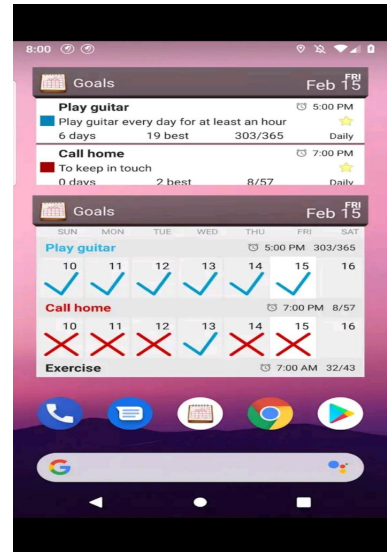 8:00
Goals
FRI
Feb 15
Play guitar 5:00 PM
Play guitar every day for at least an hour
6 days 19 best 303/365 Daily
Call home 7:00 PM
To keep in touch
0 days 2 best 8/57 Daily
Goals
FRI
Feb 15
SUN MON TUE WED THU FRI SAT
Play guitar 5:00 PM 303/365
10 11 12 13 14 15 16
Call home 7:00 PM 8/57
10 11 12 13 14 15 16
Exercise 7:00 AM 32/43
G